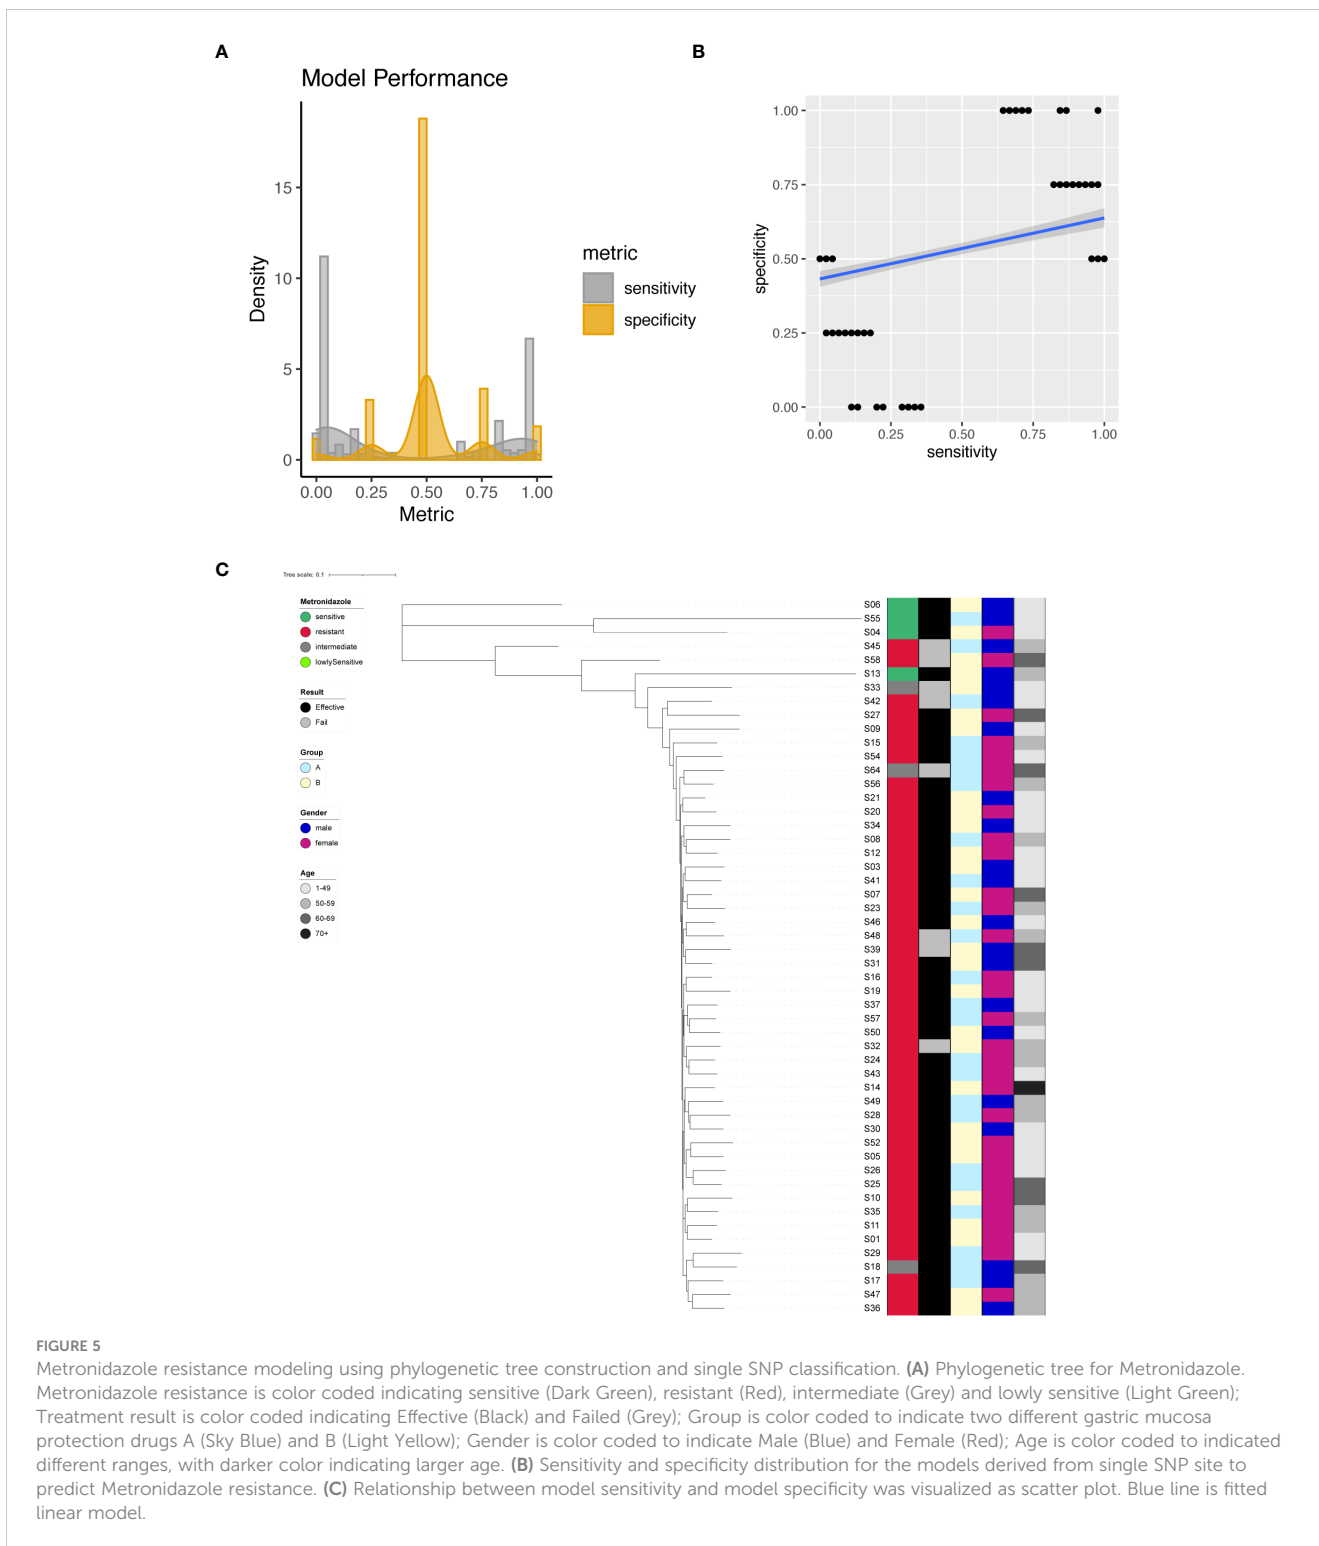 A
B
Model Performance
Density
15
10
5
0
0.00 0.25 0.50 0.75 1.00
Metric
metric
sensitivity
specificity
specificity
1.00
0.75
0.50
0.25
0.00
0.00 0.25 0.50 0.75 1.00
sensitivity
C
Tree scale: 0.1
Metronidazole
sensitive
resistant
intermediate
lowlySensitive
Result
Effective
Fail
Group
A
B
Gender
male
female
Age
1-49
50-59
60-69
70+
S06
S55
S04
S45
S58
S13
S33
S42
S27
S09
S15
S54
S64
S56
S21
S20
S34
S08
S12
S03
S41
S07
S23
S46
S48
S39
S31
S16
S19
S37
S57
S50
S32
S24
S43
S14
S49
S28
S30
S52
S05
S26
S25
S10
S35
S11
S01
S29
S18
S17
S47
S36
FIGURE 5
Metronidazole resistance modeling using phylogenetic tree construction and single SNP classification. (A) Phylogenetic tree for Metronidazole.
Metronidazole resistance is color coded indicating sensitive (Dark Green), resistant (Red), intermediate (Grey) and lowly sensitive (Light Green);
Treatment result is color coded indicating Effective (Black) and Failed (Grey); Group is color coded to indicate two different gastric mucosa
protection drugs A (Sky Blue) and B (Light Yellow); Gender is color coded to indicate Male (Blue) and Female (Red); Age is color coded to indicated
different ranges, with darker color indicating larger age. (B) Sensitivity and specificity distribution for the models derived from single SNP site to
predict Metronidazole resistance. (C) Relationship between model sensitivity and model specificity was visualized as scatter plot. Blue line is fitted
linear model.